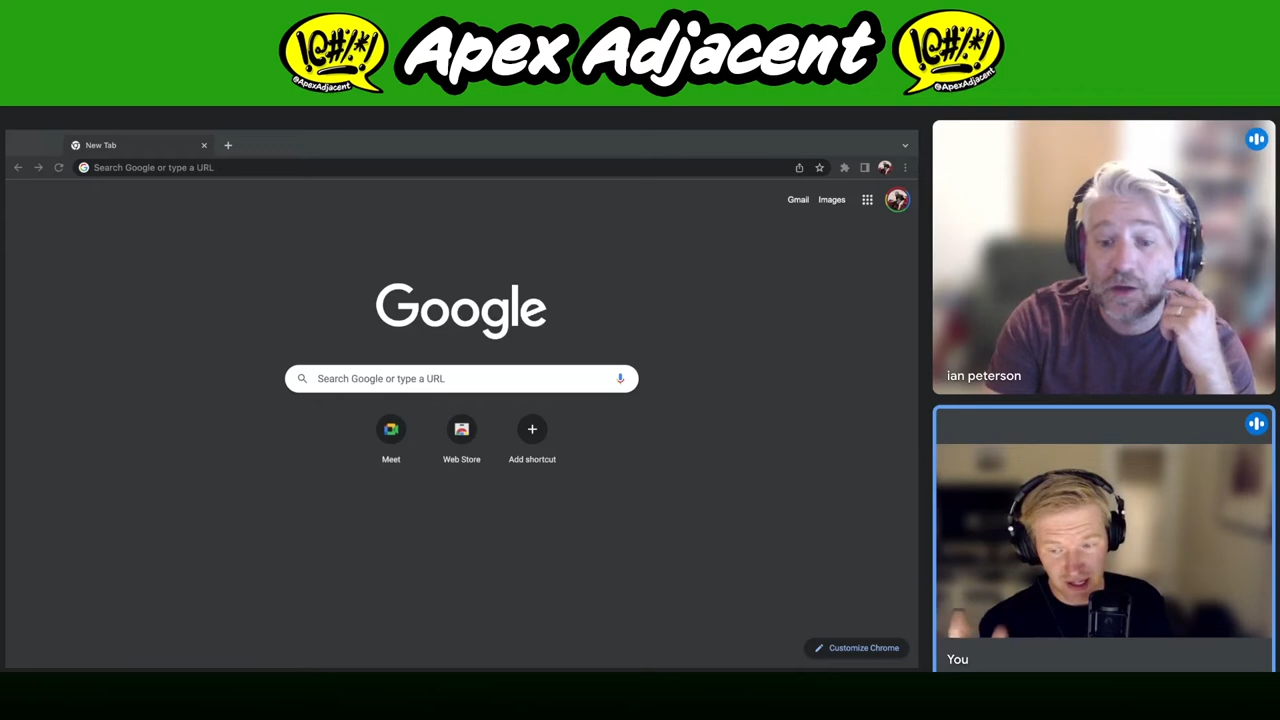 !@#/*! Apex Adjacent !@#/*!
@ApexAdjacent @ApexAdjacent
New Tab
Search Google or type a URL
Gmail Images
Google
Search Google or type a URL
Meet Web Store Add shortcut
Customize Chrome
ian peterson
You